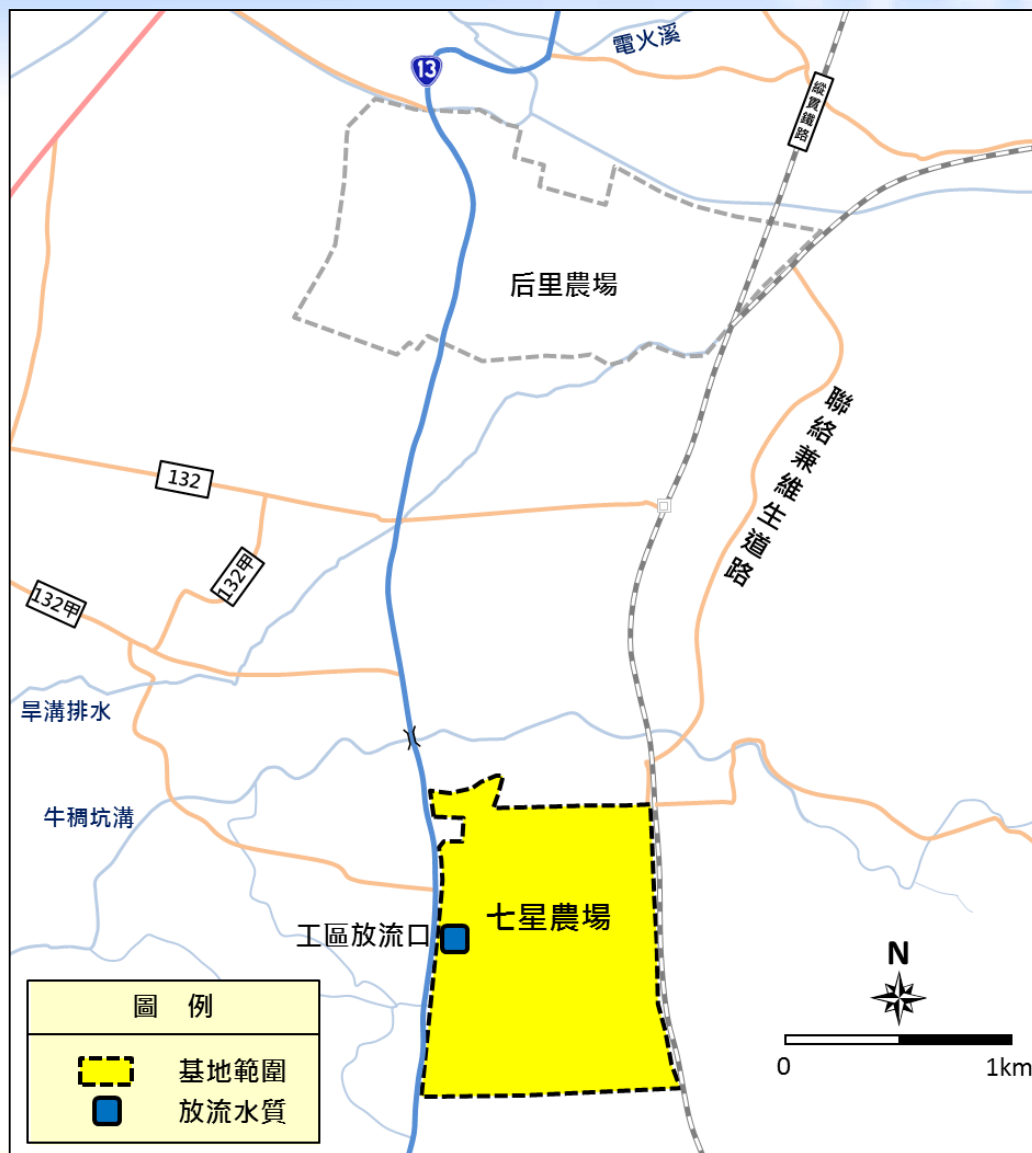 電火溪
13
縱貫鐵路
后里農場
聯絡兼維生道路
132
132甲
132甲
旱溝排水
牛稠坑溝
七星農場
工區放流口
N
圖 例
基地範圍
放流水質
0
1km